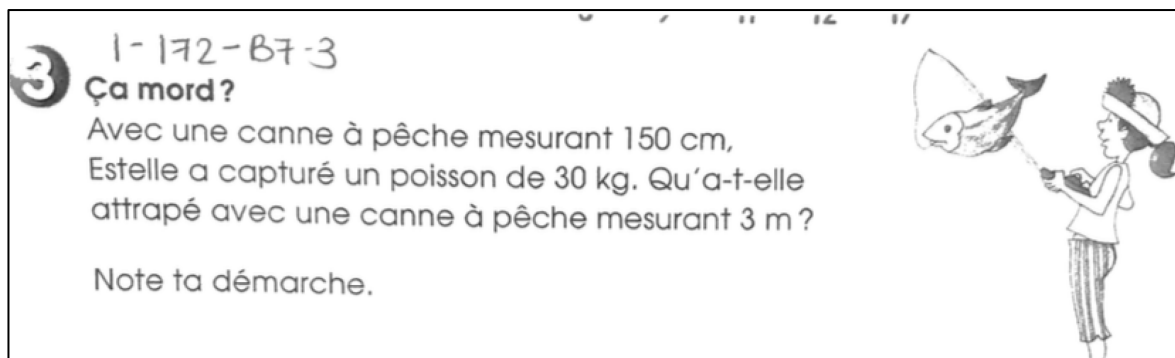 1-172-B7-3
3
Ça mord?
Avec une canne à pêche mesurant 150 cm,
Estelle a capturé un poisson de 30 kg. Qu'a-t-elle
attrapé avec une canne à pêche mesurant 3 m ?
Note ta démarche.